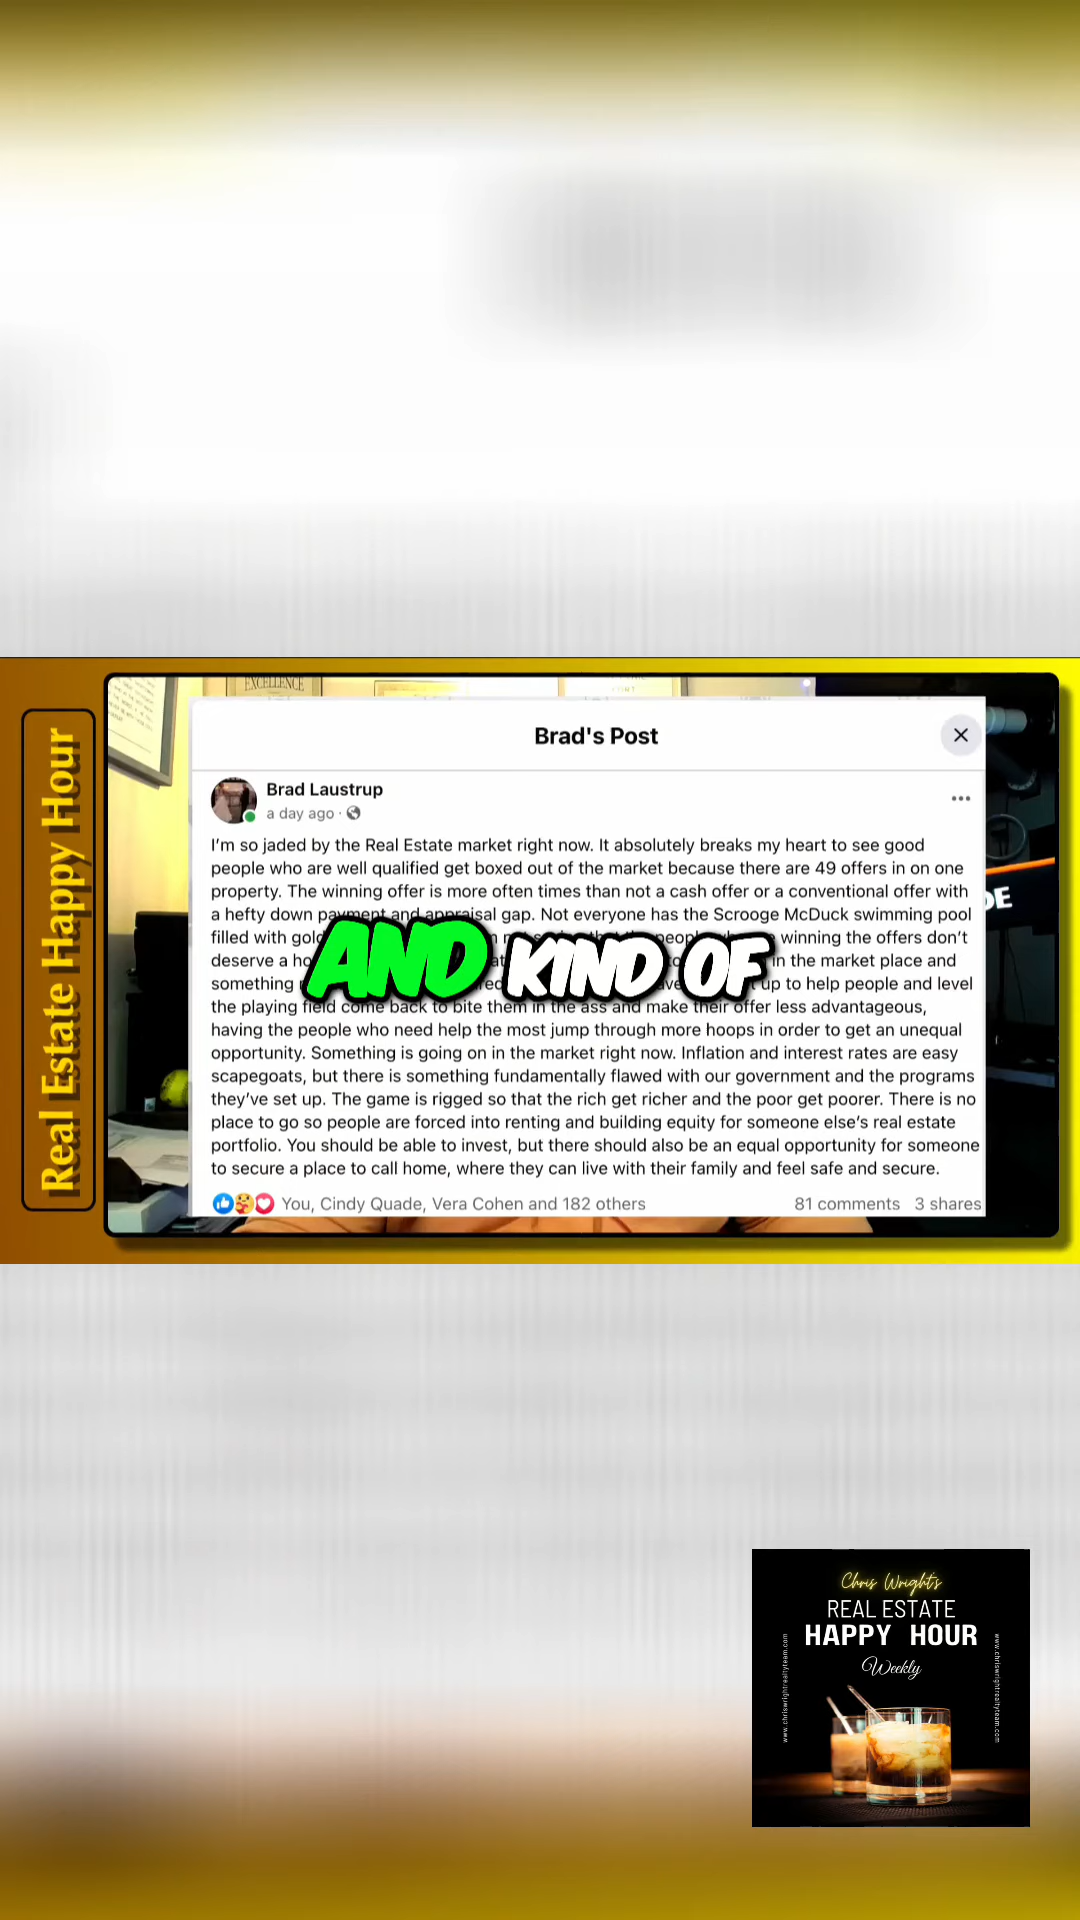 EXCELLENCE
Real Estate Happy Hour
Brad's Post
Brad Laustrup
a day ago
I'm so jaded by the Real Estate market right now. It absolutely breaks my heart to see good
people who are well qualified get boxed out of the market because there are 49 offers in on one
property. The winning offer is more often times than not a cash offer or a conventional offer with
a hefty down payment and appraisal gap. Not everyone has the Scrooge McDuck swimming pool
filled with gold winning the offers don't
deserve a in the market place and
something up to help people and level
the playing field come back to bite them in the ass and make their offer less advantageous,
having the people who need help the most jump through more hoops in order to get an unequal
opportunity. Something is going on in the market right now. Inflation and interest rates are easy
scapegoats, but there is something fundamentally flawed with our government and the programs
they've set up. The game is rigged so that the rich get richer and the poor get poorer. There is no
place to go so people are forced into renting and building equity for someone else's real estate
portfolio. You should be able to invest, but there should also be an equal opportunity for someone
to secure a place to call home, where they can live with their family and feel safe and secure.
You, Cindy Quade, Vera Cohen and 182 others
81 comments 3 shares
AND KIND OF
DE
Chris Wright's
REAL ESTATE
HAPPY HOUR
Weekly
www.chriswrightrealtyteam.com
www.chriswrightrealtyteam.com